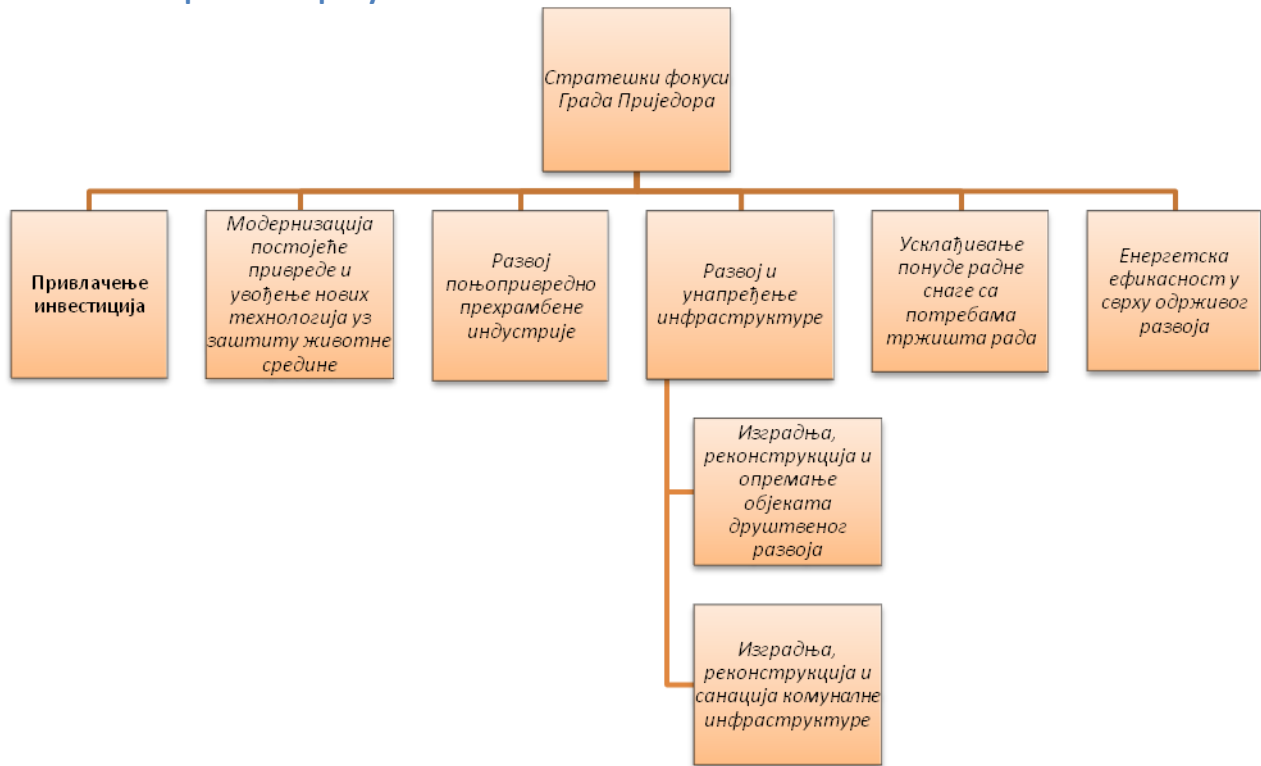 Стратешки фокуси
Града Приједора
Привлачење
инвестиција
Модернизација
постојеће
привреде и
увођење нових
технологија уз
заштиту животне
средине
Развој
пољопривредно
прехрамбене
индустрије
Развој и
унапређење
инфраструктуре
Усклађивање
понуде радне
снаге са
потребама
тржишта рада
Енергетска
ефикасност у
сврху одрживог
развоја
Изградња,
реконструкција и
опремање
објеката
друштвеног
развоја
Изградња,
реконструкција и
санација комуналне
инфраструктуре